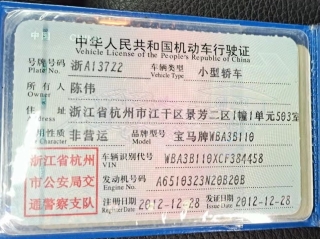 中华人民共和国机动车行驶证
Vehicle License of the People's Republic of China
号牌号码 浙A13722 车辆类型 小型轿车
Plate No. Vehicle Type
所有人 陈伟
Owner
住址 浙江省杭州市江干区景芳二区1幢1单元503室
Address
使用性质 非营运 品牌型号 宝马牌WBA3B110
浙江省杭州
市公安局交
通警察支队
车辆识别代号 WBA3B110XCF384458
VIN
发动机号码 A6510323N20B20B
Engine No.
注册日期 2012-12-28 发证日期 2012-12-28
Register Date Issue Date